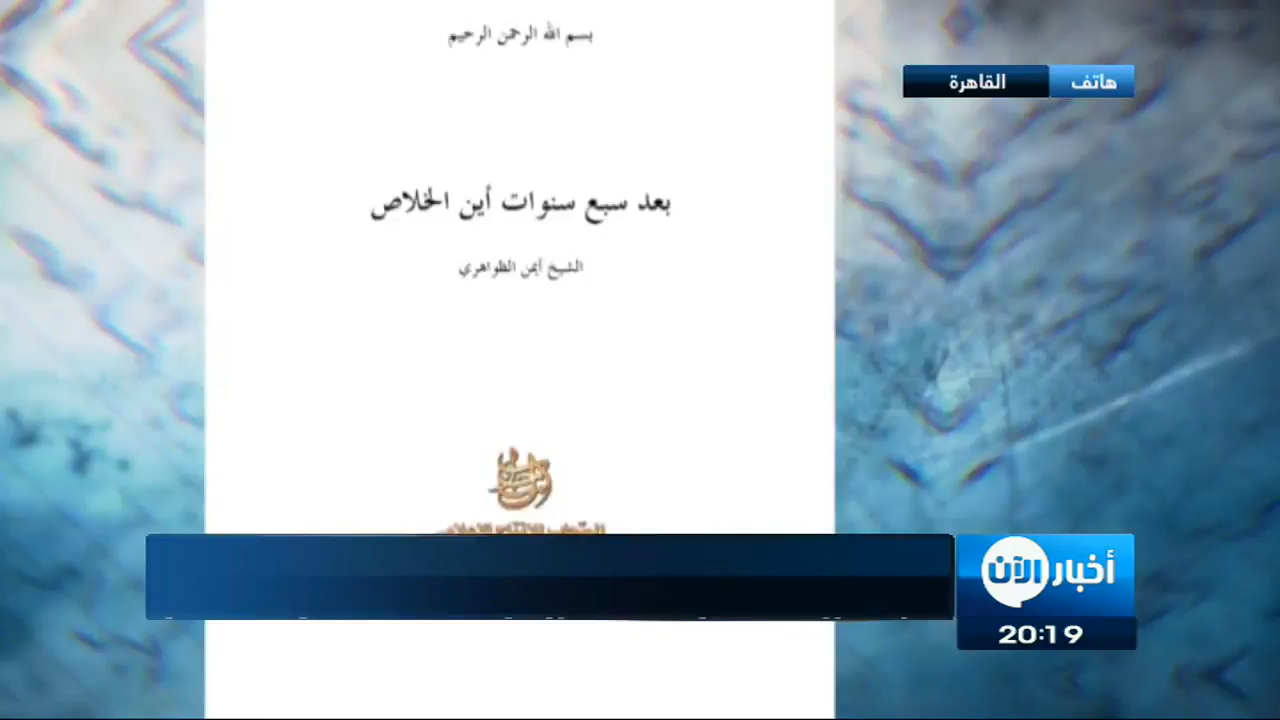 بسم الله الرحمن الرحيم
هاتف
القاهرة
بعد سبع سنوات أين الخلاص
الشيخ أيمن الظواهري
أخبار الآن
20:19